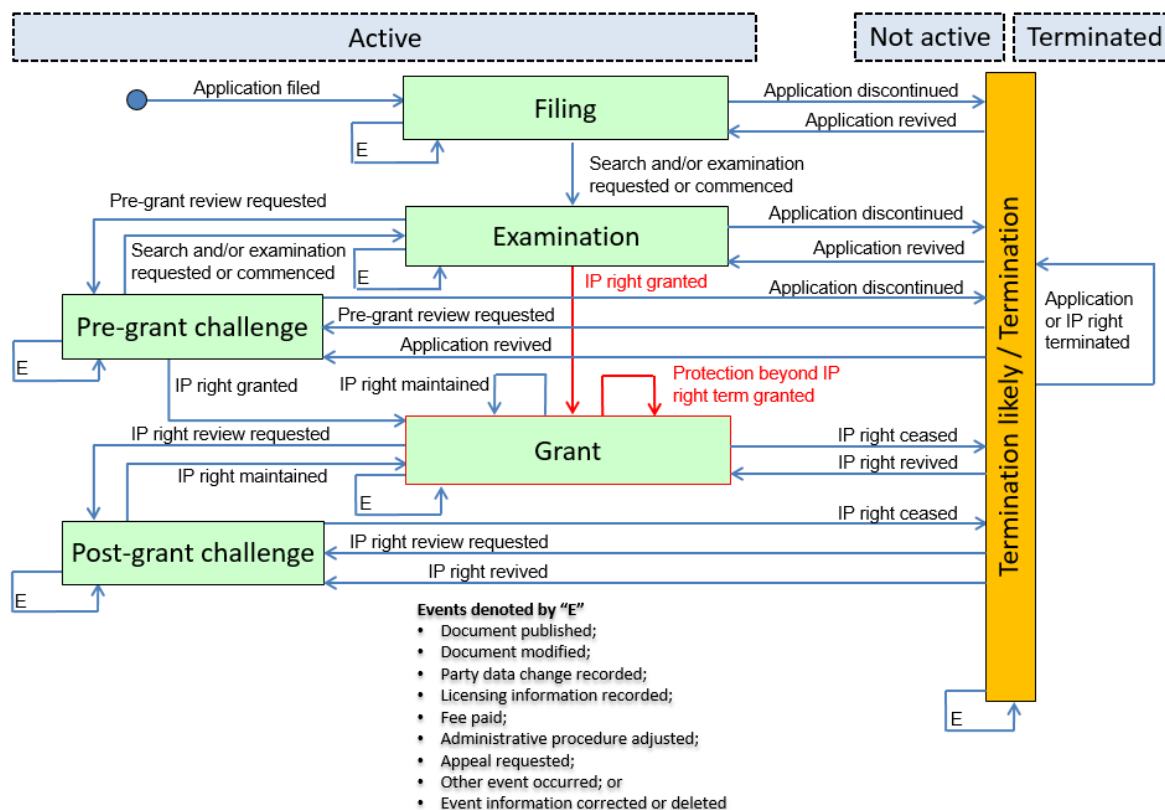 Active
Not active
Terminated
Application filed
Filing
Application discontinued
Application revived
E
Search and/or examination
requested or commenced
Pre-grant review requested
Examination
Application discontinued
Search and/or examination
requested or commenced
Application revived
E
IP right granted
Application discontinued
Pre-grant challenge
Pre-grant review requested
Application
or IP right
terminated
Application revived
E
IP right granted
IP right maintained
Protection beyond IP
right term granted
IP right review requested
Grant
IP right ceased
IP right revived
IP right maintained
E
IP right ceased
Post-grant challenge
IP right review requested
IP right revived
E
Termination likely / Termination
E
Events denoted by “E”
• Document published;
• Document modified;
• Party data change recorded;
• Licensing information recorded;
• Fee paid;
• Administrative procedure adjusted;
• Appeal requested;
• Other event occurred; or
• Event information corrected or deleted